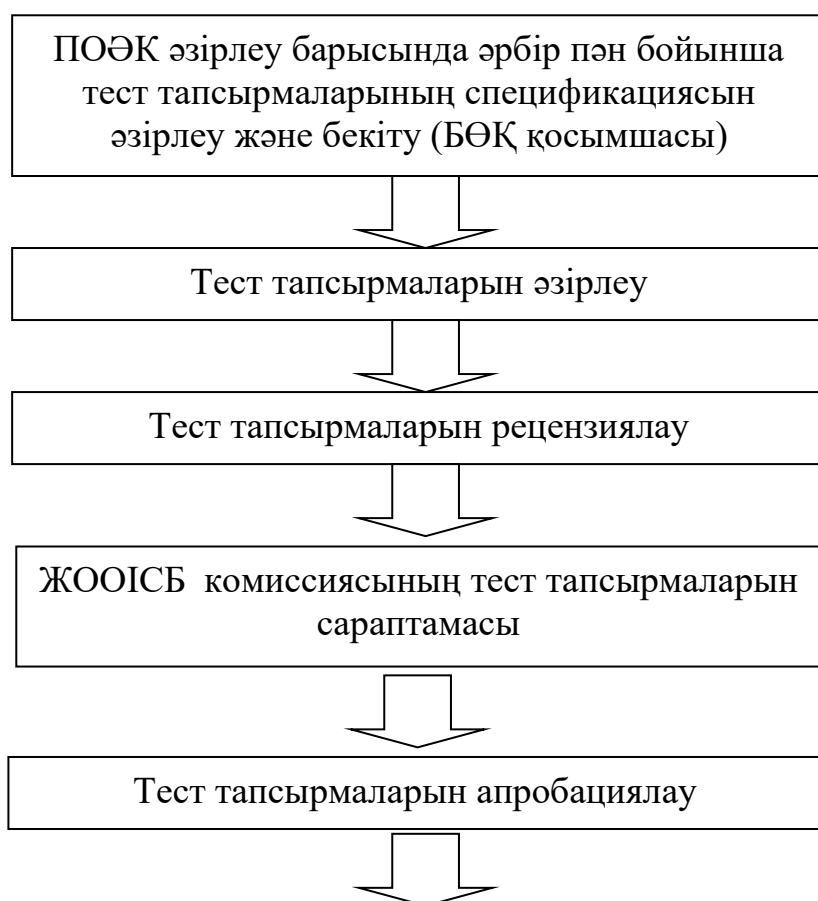 ПОӘК әзірлеу барысында әрбір пән бойынша
тест тапсырмаларының спецификациясын
әзірлеу және бекіту (БӨҚ қосымшасы)
Тест тапсырмаларын әзірлеу
Тест тапсырмаларын рецензиялау
ЖООІСБ комиссиясының тест тапсырмаларын
сараптамасы
Тест тапсырмаларын апробациялау